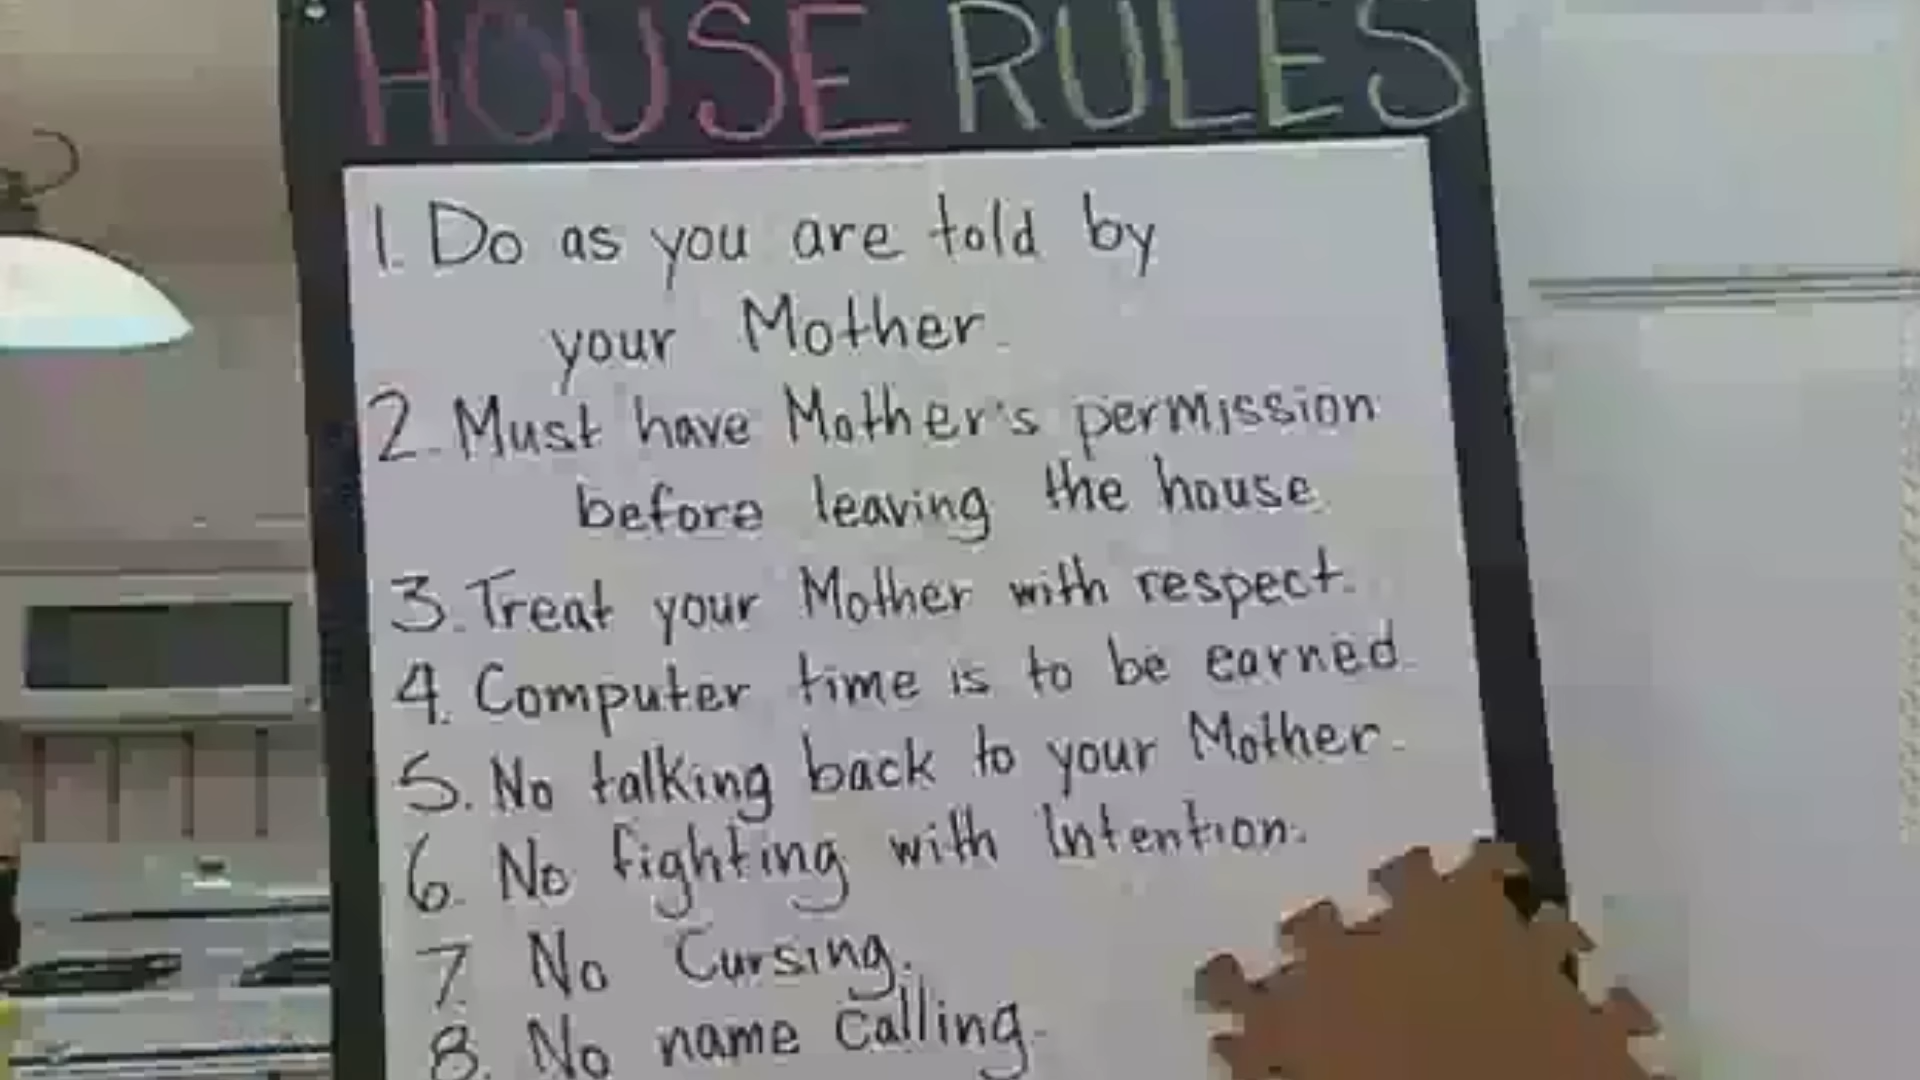 HOUSE RULES
1. Do as you are told by
your Mother.
2. Must have Mother's permission
before leaving the house
3. Treat your Mother with respect.
4. Computer time is to be earned.
5. No talking back to your Mother.
6. No fighting with Intention.
7. No Cursing.
8. No name Calling.